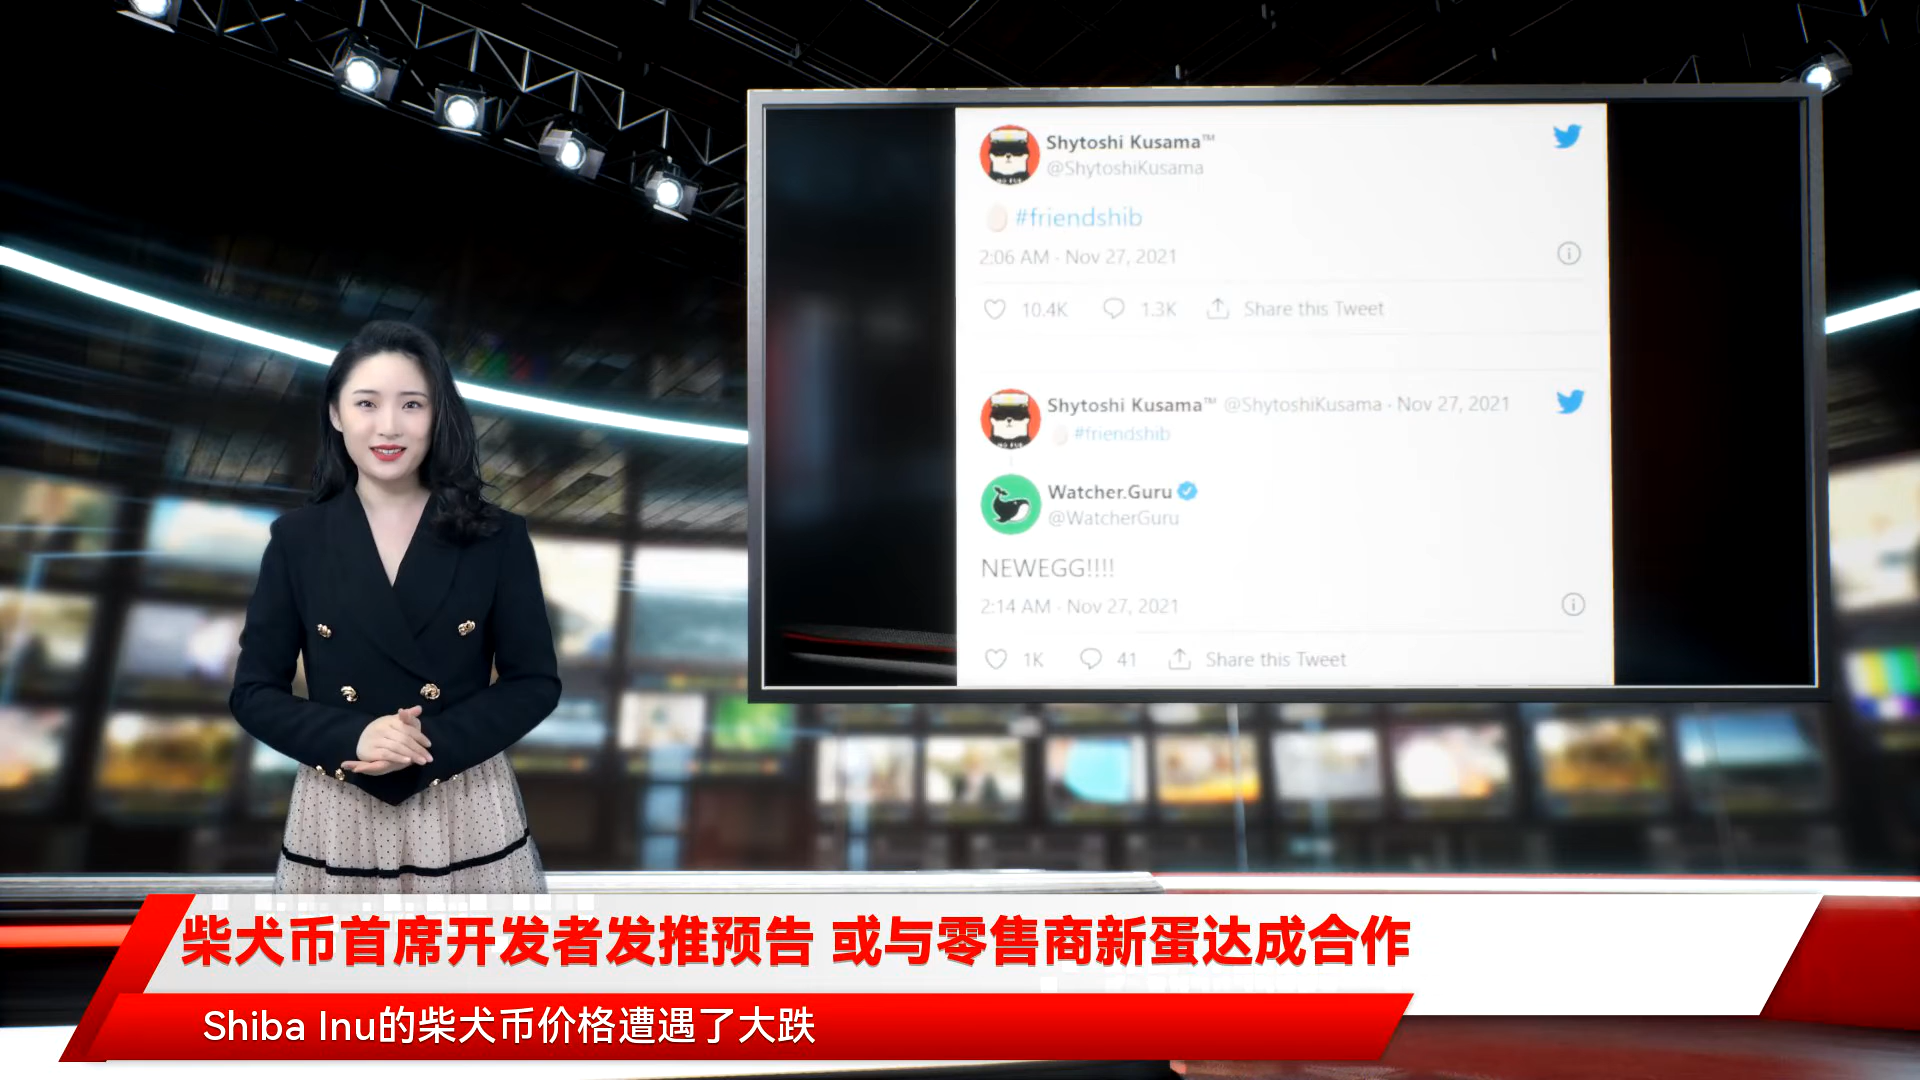 Shytoshi Kusama™
@ShytoshiKusama
#friendshib
2:06 AM · Nov 27, 2021
10.4K 1.3K Share this Tweet
Shytoshi Kusama™ @ShytoshiKusama · Nov 27, 2021
#friendshib
Watcher.Guru
@WatcherGuru
NEWEGG!!!!
2:14 AM · Nov 27, 2021
1K 41 Share this Tweet
柴犬币首席开发者发推预告 或与零售商新蛋达成合作
Shiba Inu的柴犬币价格遭遇了大跌